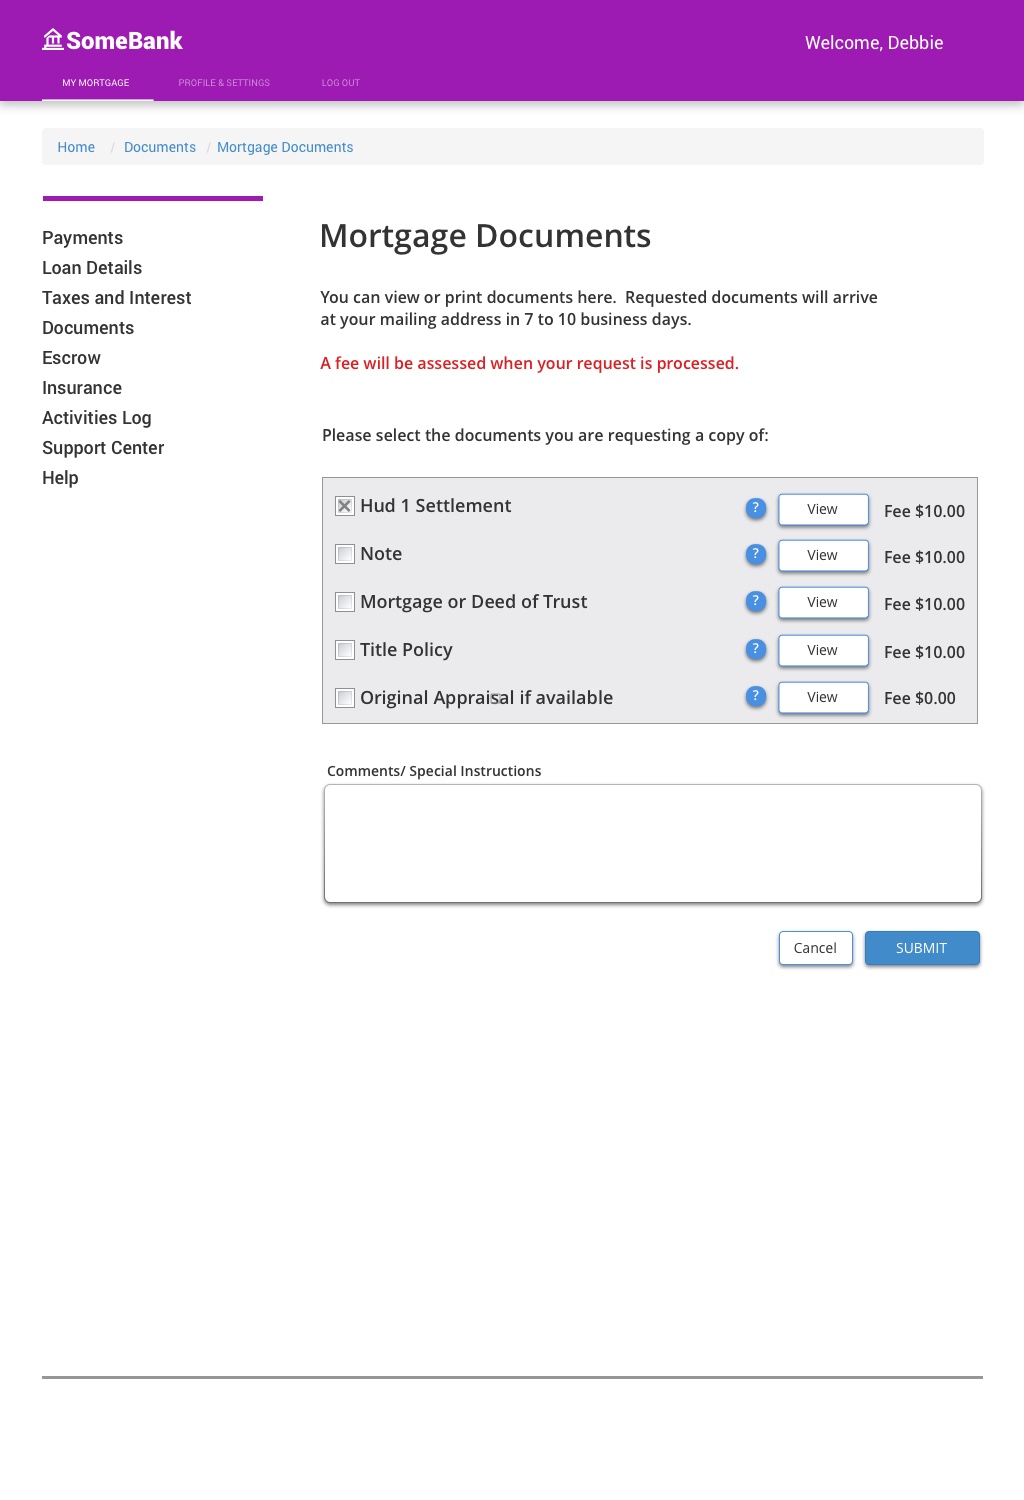 SomeBank
Welcome, Debbie
MY MORTGAGE PROFILE & SETTINGS LOG OUT
Home / Documents / Mortgage Documents
Payments
Loan Details
Taxes and Interest
Documents
Escrow
Insurance
Activities Log
Support Center
Help
Mortgage Documents
You can view or print documents here. Requested documents will arrive
at your mailing address in 7 to 10 business days.
A fee will be assessed when your request is processed.
Please select the documents you are requesting a copy of:
Hud 1 Settlement ? View Fee $10.00
Note ? View Fee $10.00
Mortgage or Deed of Trust ? View Fee $10.00
Title Policy ? View Fee $10.00
Original Appraisal if available ? View Fee $0.00
Comments/ Special Instructions
Cancel SUBMIT